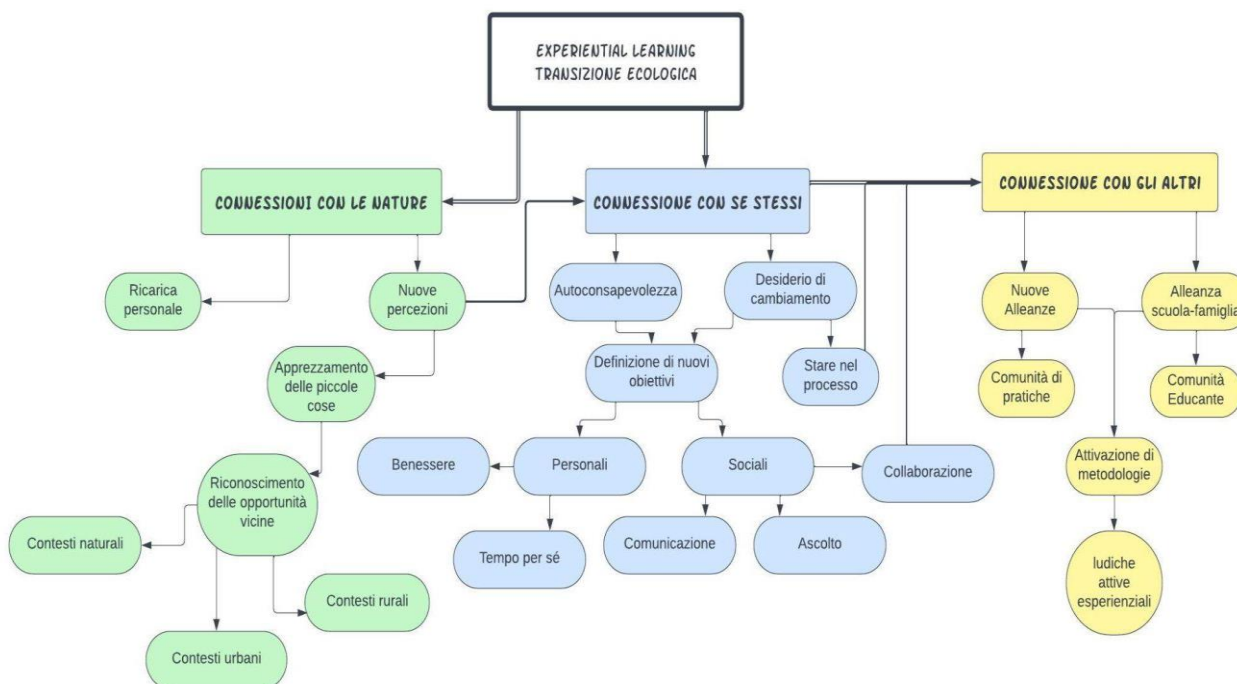 EXPERIENTIAL LEARNING
TRANSIZIONE ECOLOGICA
CONNESSIONI CON LE NATURE
CONNESSIONE CON SE STESSI
CONNESSIONE CON GLI ALTRI
Ricarica
personale
Nuove
percezioni
Apprezzamento
delle piccole
cose
Riconoscimento
delle opportunità
vicine
Contesti naturali
Contesti rurali
Contesti urbani
Autoconsapevolezza
Desiderio di
cambiamento
Definizione di nuovi
obiettivi
Stare nel
processo
Benessere
Personali
Sociali
Collaborazione
Tempo per sé
Comunicazione
Ascolto
Nuove
Alleanze
Alleanza
scuola-famiglia
Comunità di
pratiche
Comunità
Educante
Attivazione di
metodologie
ludiche
attive
esperienziali